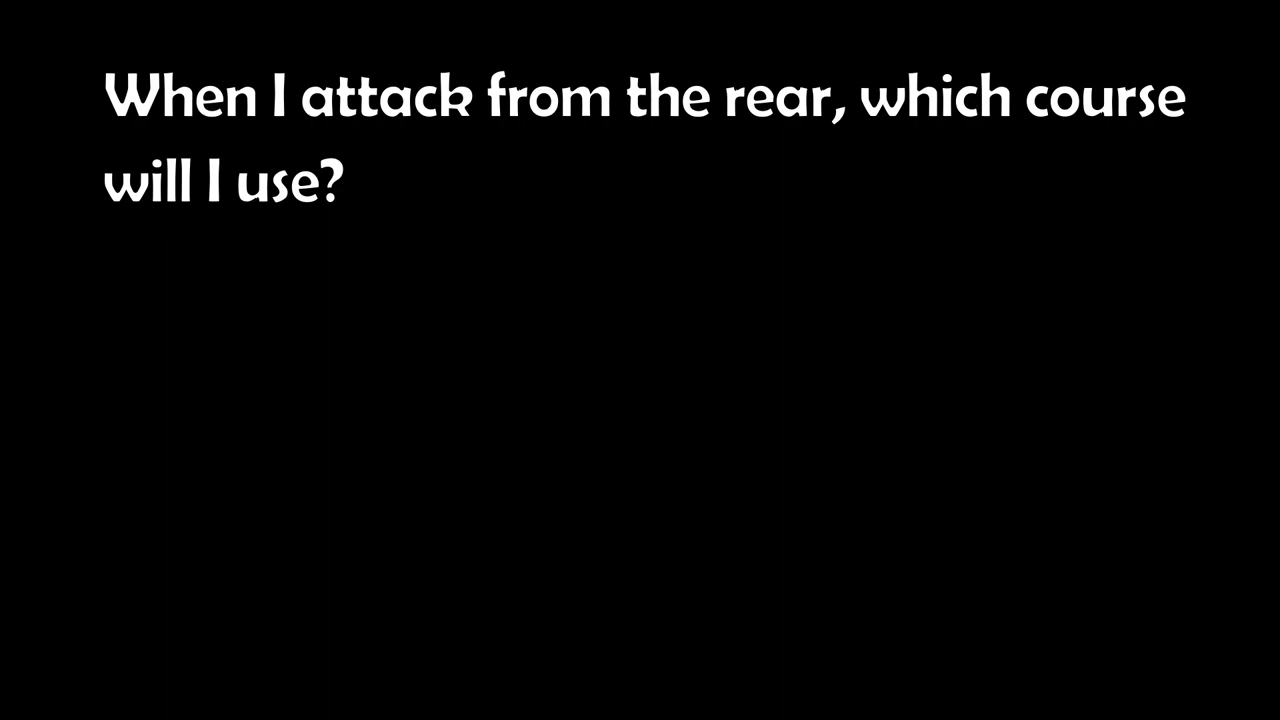 When I attack from the rear, which course
will I use?